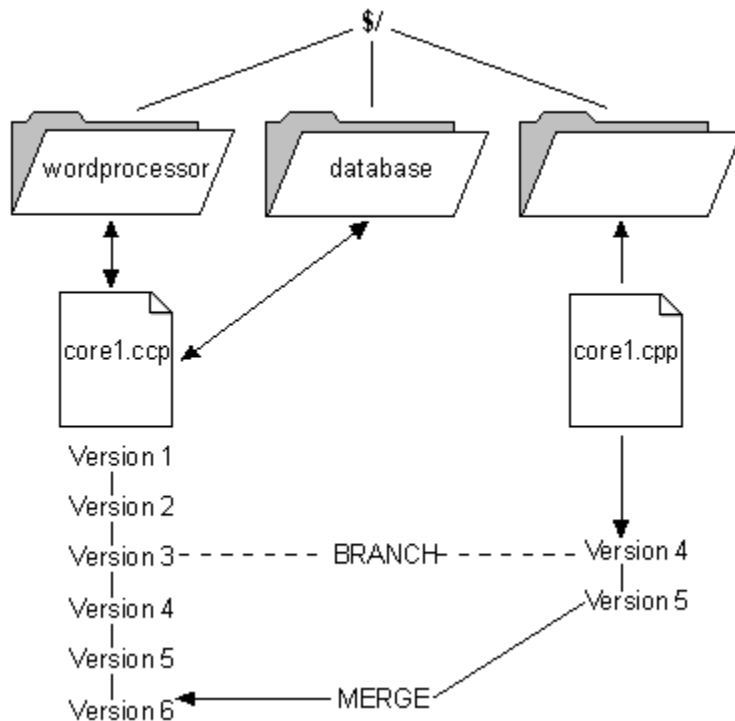 $/
wordprocessor
database
core1.ccp
core1.cpp
Version 1
Version 2
Version 3
BRANCH
Version 4
Version 4
Version 5
Version 5
Version 6
MERGE